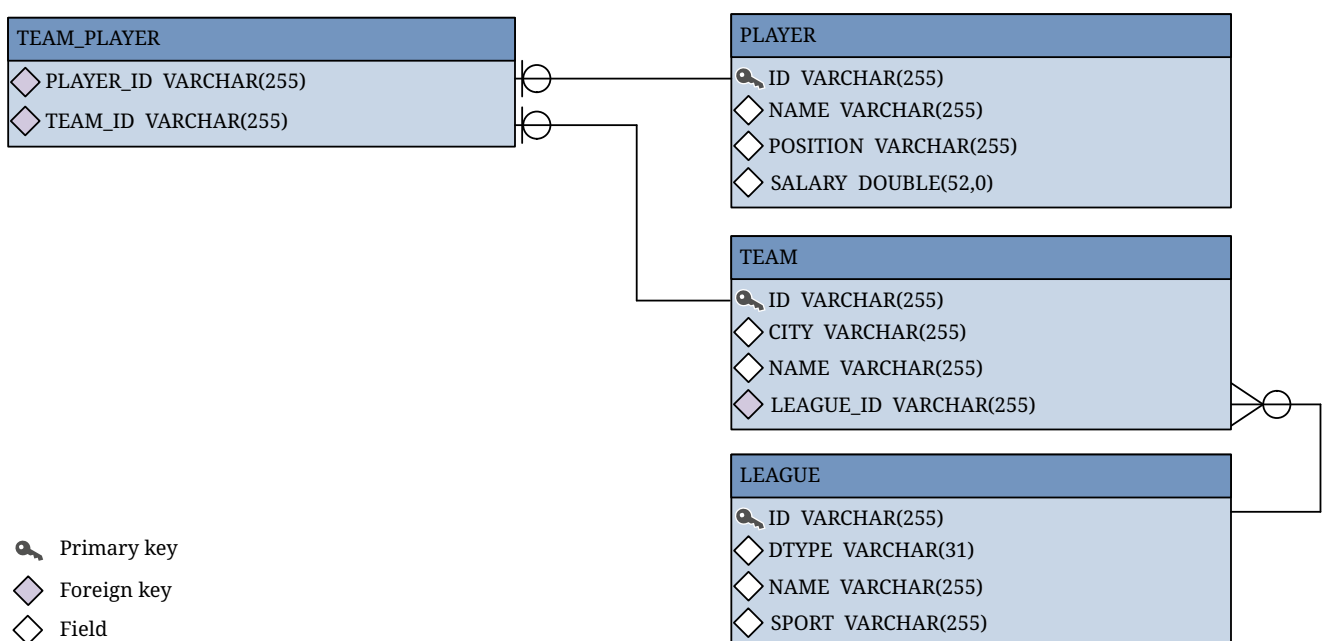 TEAM_PLAYER
PLAYER_ID VARCHAR(255)
TEAM_ID VARCHAR(255)
PLAYER
ID VARCHAR(255)
NAME VARCHAR(255)
POSITION VARCHAR(255)
SALARY DOUBLE(52,0)
TEAM
ID VARCHAR(255)
CITY VARCHAR(255)
NAME VARCHAR(255)
LEAGUE_ID VARCHAR(255)
LEAGUE
ID VARCHAR(255)
DTYPE VARCHAR(31)
NAME VARCHAR(255)
SPORT VARCHAR(255)
Primary key
Foreign key
Field